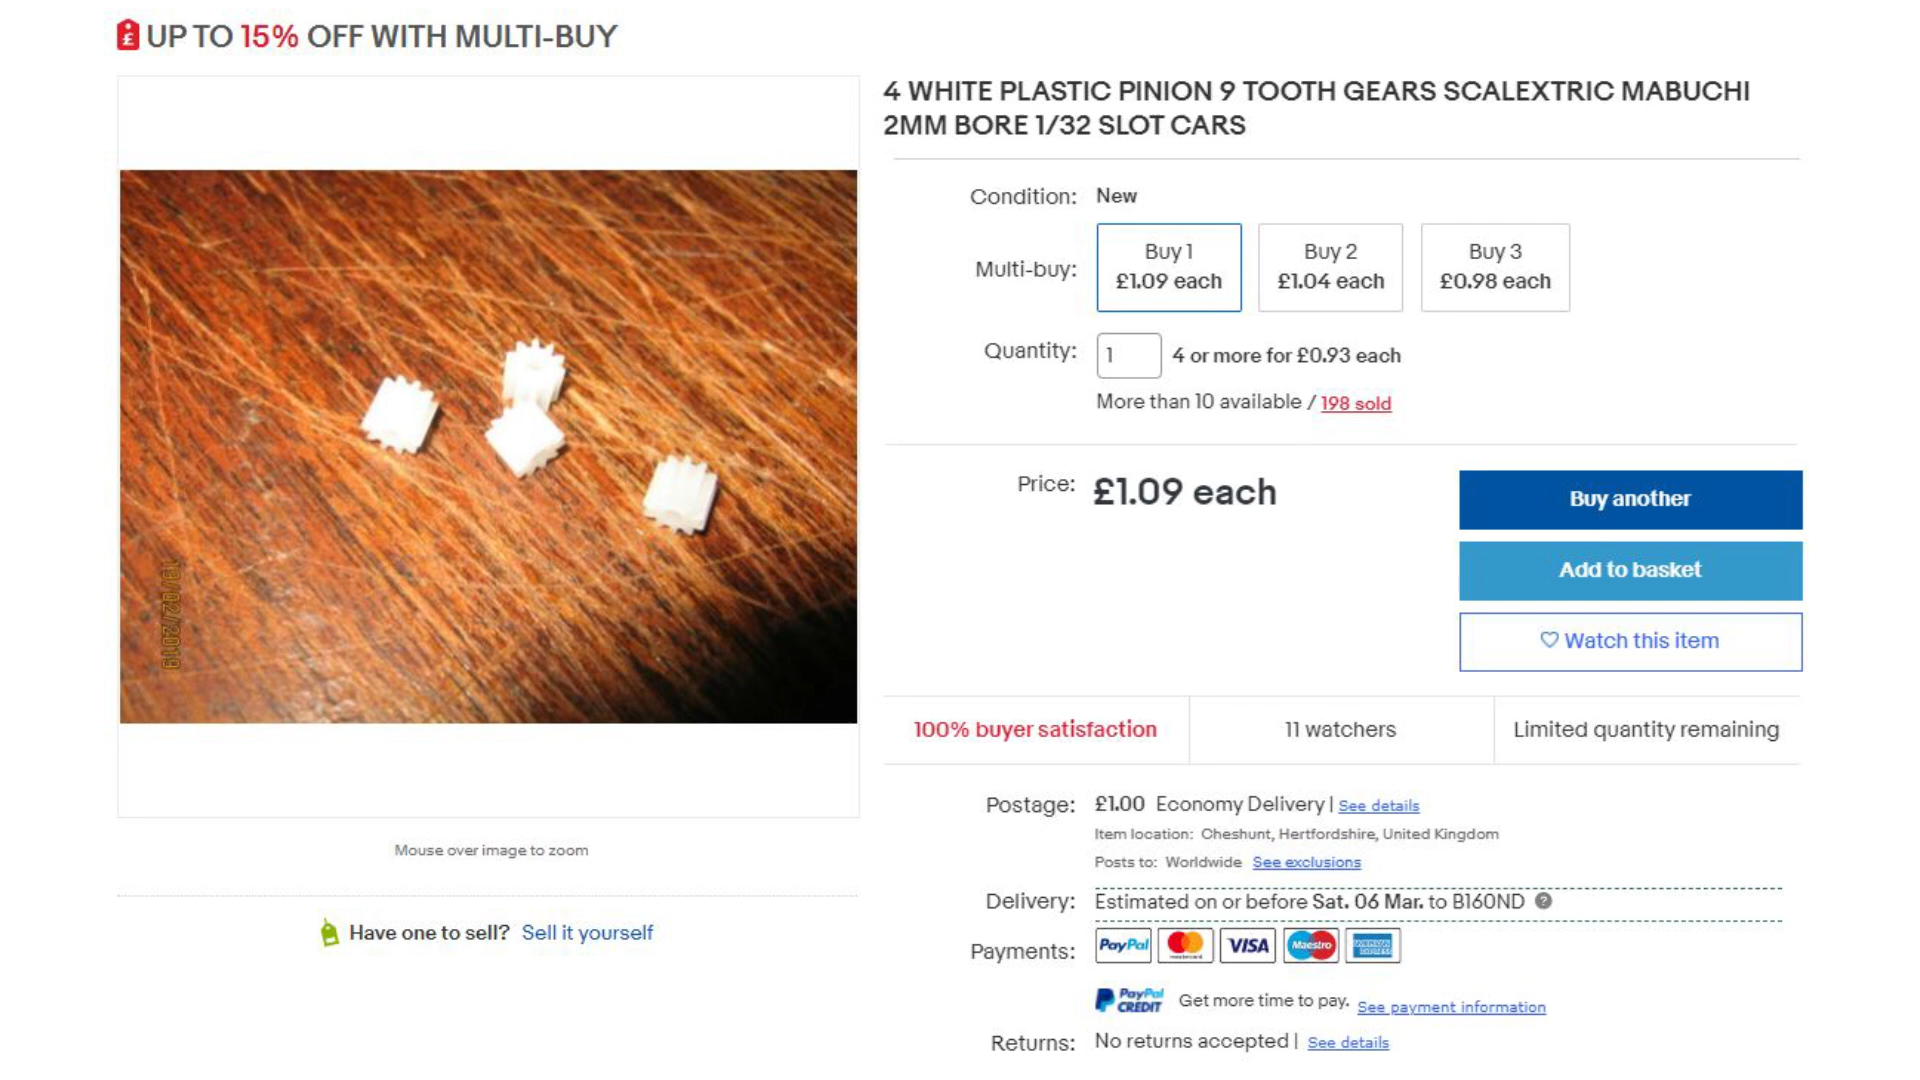 UP TO 15% OFF WITH MULTI-BUY
4 WHITE PLASTIC PINION 9 TOOTH GEARS SCALEXTRIC MABUCHI
2MM BORE 1/32 SLOT CARS
Condition: New
Multi-buy:
Buy 1
£1.09 each
Buy 2
£1.04 each
Buy 3
£0.98 each
Quantity: 1 4 or more for £0.93 each
More than 10 available / 198 sold
Price: £1.09 each
Buy another
Add to basket
Watch this item
19/02/2019
100% buyer satisfaction
11 watchers
Limited quantity remaining
Postage: £1.00 Economy Delivery | See details
Item location: Cheshunt, Hertfordshire, United Kingdom
Posts to: Worldwide See exclusions
Delivery: Estimated on or before Sat. 06 Mar. to B160ND
Payments: PayPal mastercard VISA Maestro AMERICAN EXPRESS
PayPal CREDIT Get more time to pay. See payment information
Returns: No returns accepted | See details
Mouse over image to zoom
Have one to sell? Sell it yourself